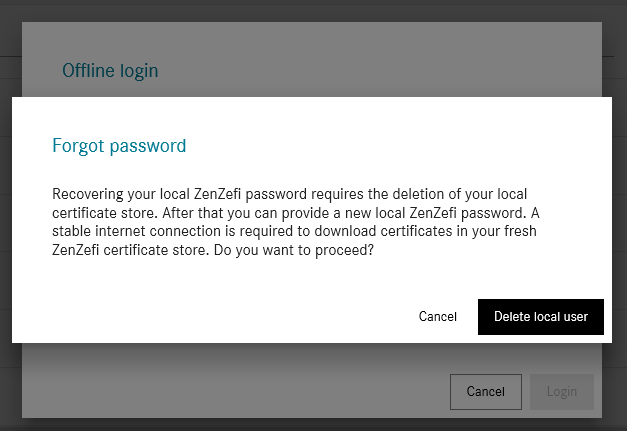 Offline login
Forgot password
Recovering your local ZenZefi password requires the deletion of your local
certificate store. After that you can provide a new local ZenZefi password. A
stable internet connection is required to download certificates in your fresh
ZenZefi certificate store. Do you want to proceed?
Cancel
Delete local user
Cancel
Login